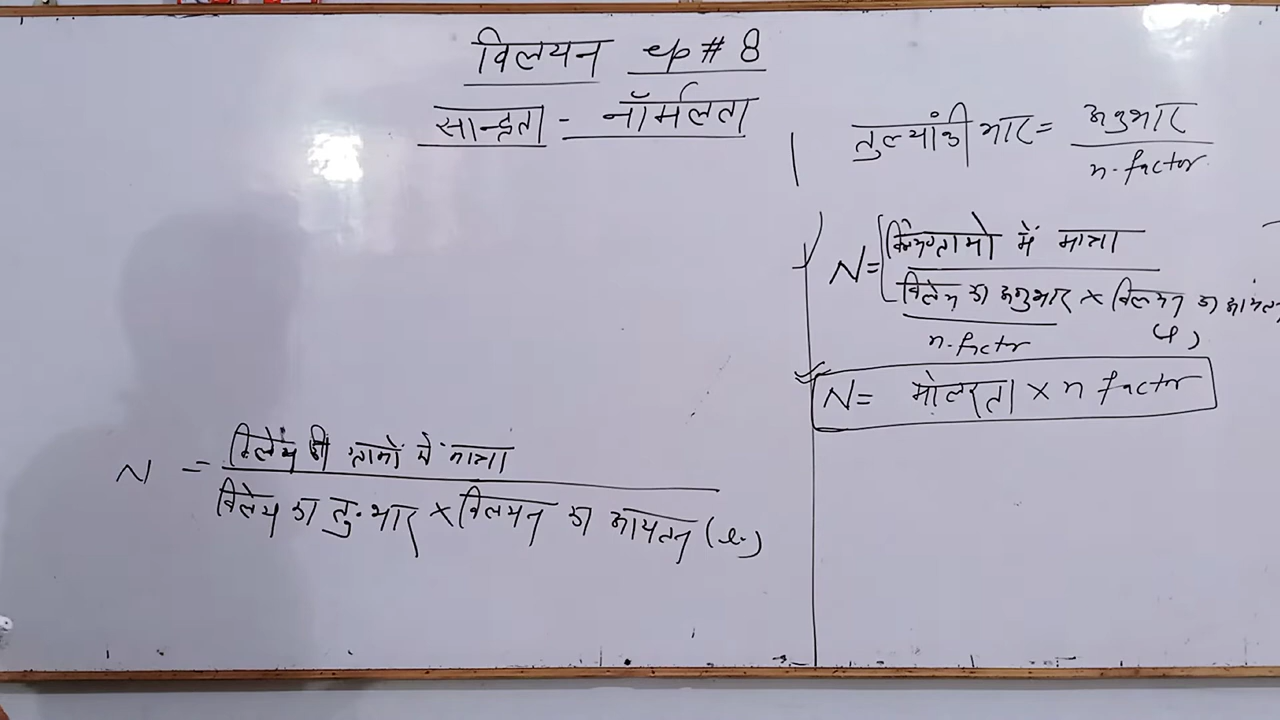 विलयन ep # 8
सान्द्रता - नॉर्मलता
N = विलेय की ग्रामों में मात्रा
विलेय का तु॰ भार × विलयन का आयतन (ली॰)
तुल्यांकी भार = अणुभार
n-factor
N = ग्रामों में मात्रा
विलेय का अणुभार × विलयन का आयतन
n-factor
N = मोलरता × n factor